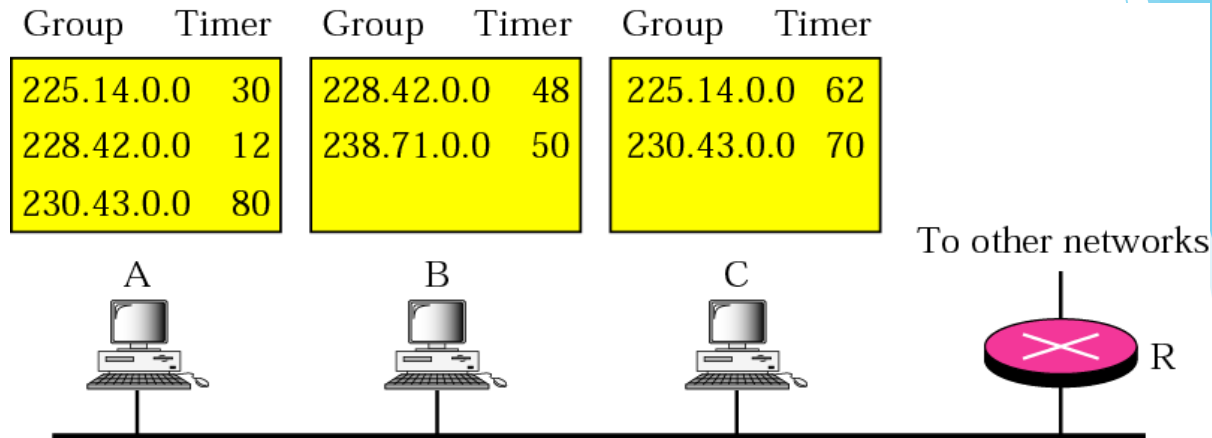 Group Timer Group Timer Group Timer
225.14.0.0 30 228.42.0.0 48 225.14.0.0 62
228.42.0.0 12 238.71.0.0 50 230.43.0.0 70
230.43.0.0 80
To other networks
A B C
R